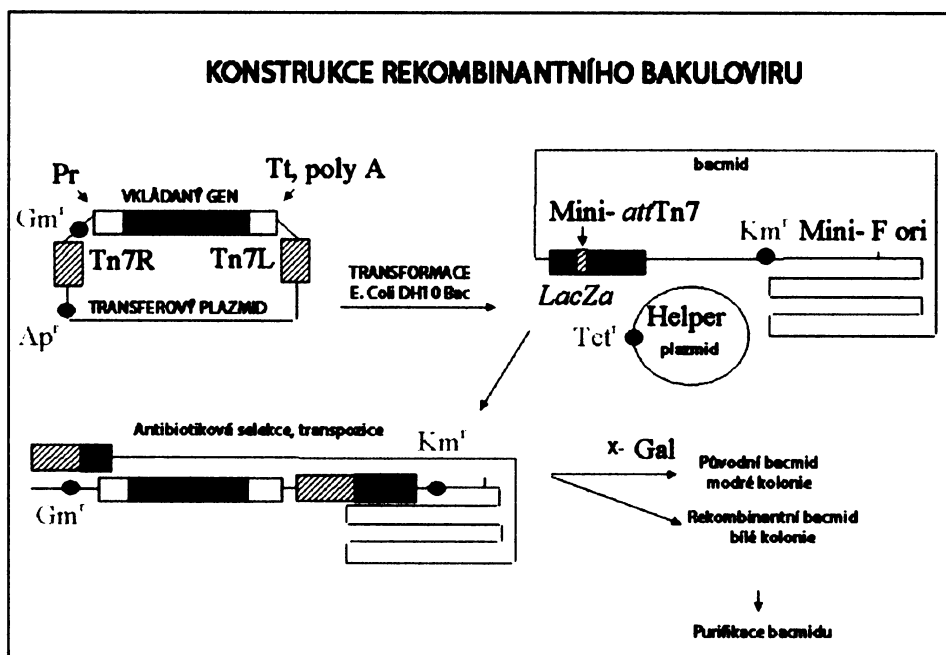 KONSTRUKCE REKOMBINANTNÍHO BAKULOVIRU
Pr
Tt, poly A
VKLÁDANÝ GEN
Gmʳ
Tn7R
Tn7L
TRANSFEROVÝ PLAZMID
Apʳ
TRANSFORMACE
E. Coli DH10 Bac
bacmid
Mini- attTn7
Kmʳ
Mini- F ori
LacZa
Tetʳ
Helper
plazmid
Antibiotiková selekce, transpozice
Kmʳ
Gmʳ
x- Gal
Původní bacmid
modré kolonie
Rekombinantní bacmid
bílé kolonie
Purifikace bacmidu